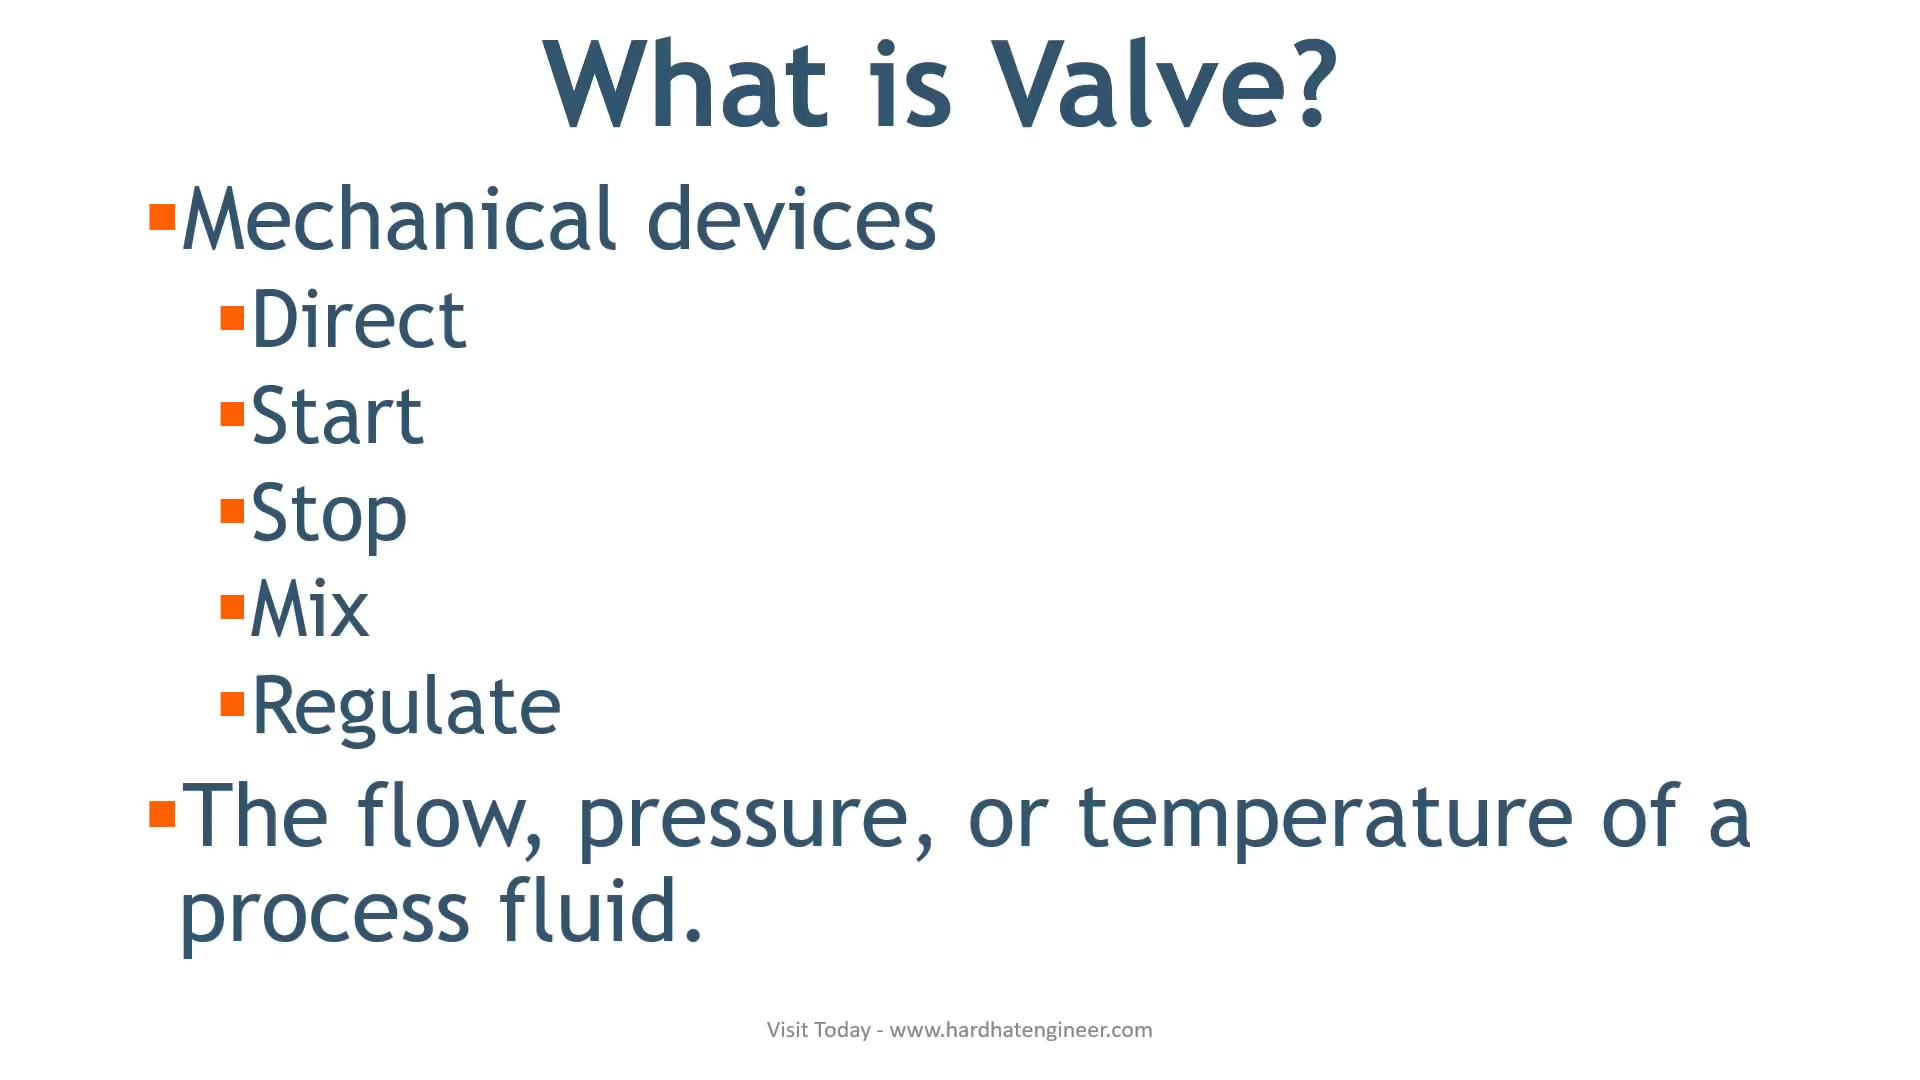 What is Valve?
Mechanical devices
Direct
Start
Stop
Mix
Regulate
The flow, pressure, or temperature of a
process fluid.
Visit Today - www.hardhatengineer.com